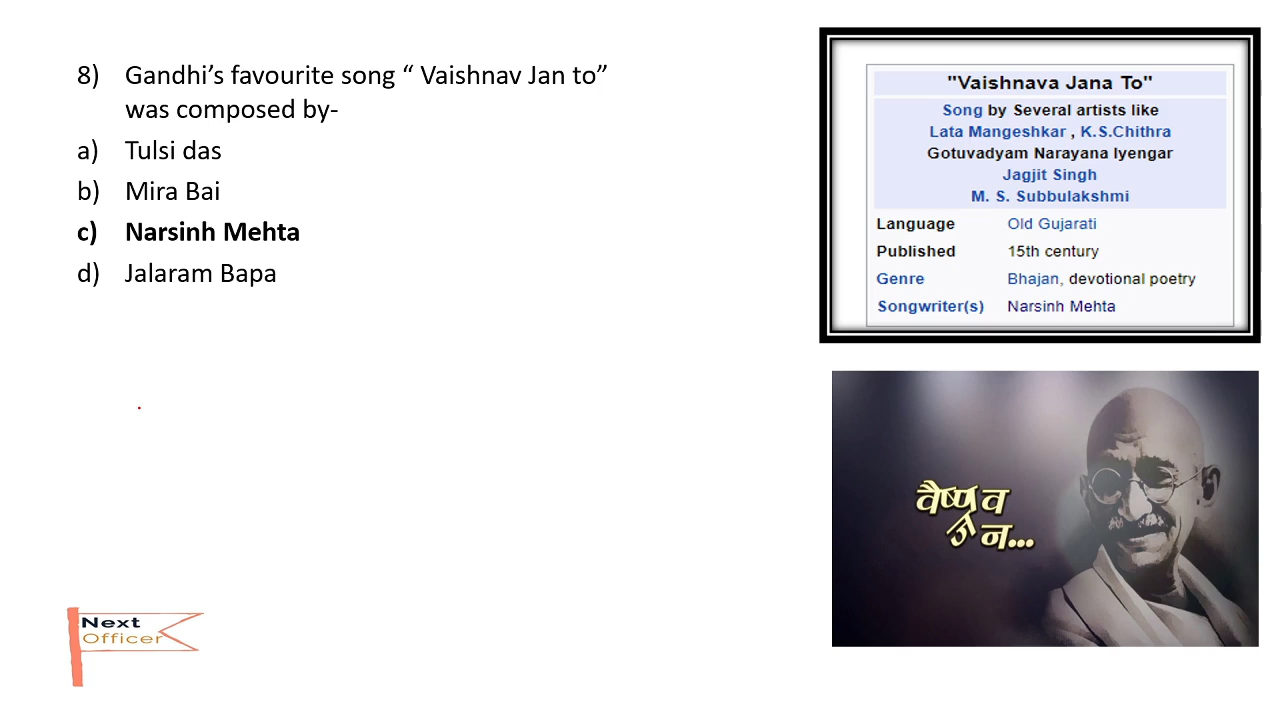 8) Gandhi’s favourite song “ Vaishnav Jan to”
was composed by-
a) Tulsi das
b) Mira Bai
c) Narsinh Mehta
d) Jalaram Bapa
"Vaishnava Jana To"
Song by Several artists like
Lata Mangeshkar , K.S.Chithra
Gotuvadyam Narayana Iyengar
Jagjit Singh
M. S. Subbulakshmi
Language Old Gujarati
Published 15th century
Genre Bhajan, devotional poetry
Songwriter(s) Narsinh Mehta
वैष्णव
जन...
Next
Officer